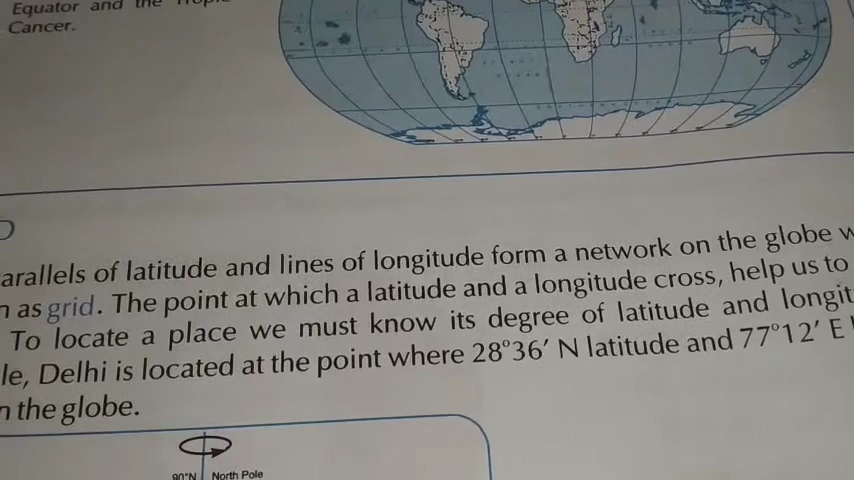 Equator and the Tropic
Cancer.
arallels of latitude and lines of longitude form a network on the globe w
n as grid. The point at which a latitude and a longitude cross, help us to
To locate a place we must know its degree of latitude and longit
le, Delhi is located at the point where 28°36′ N latitude and 77°12′ E
n the globe.
90°N North Pole